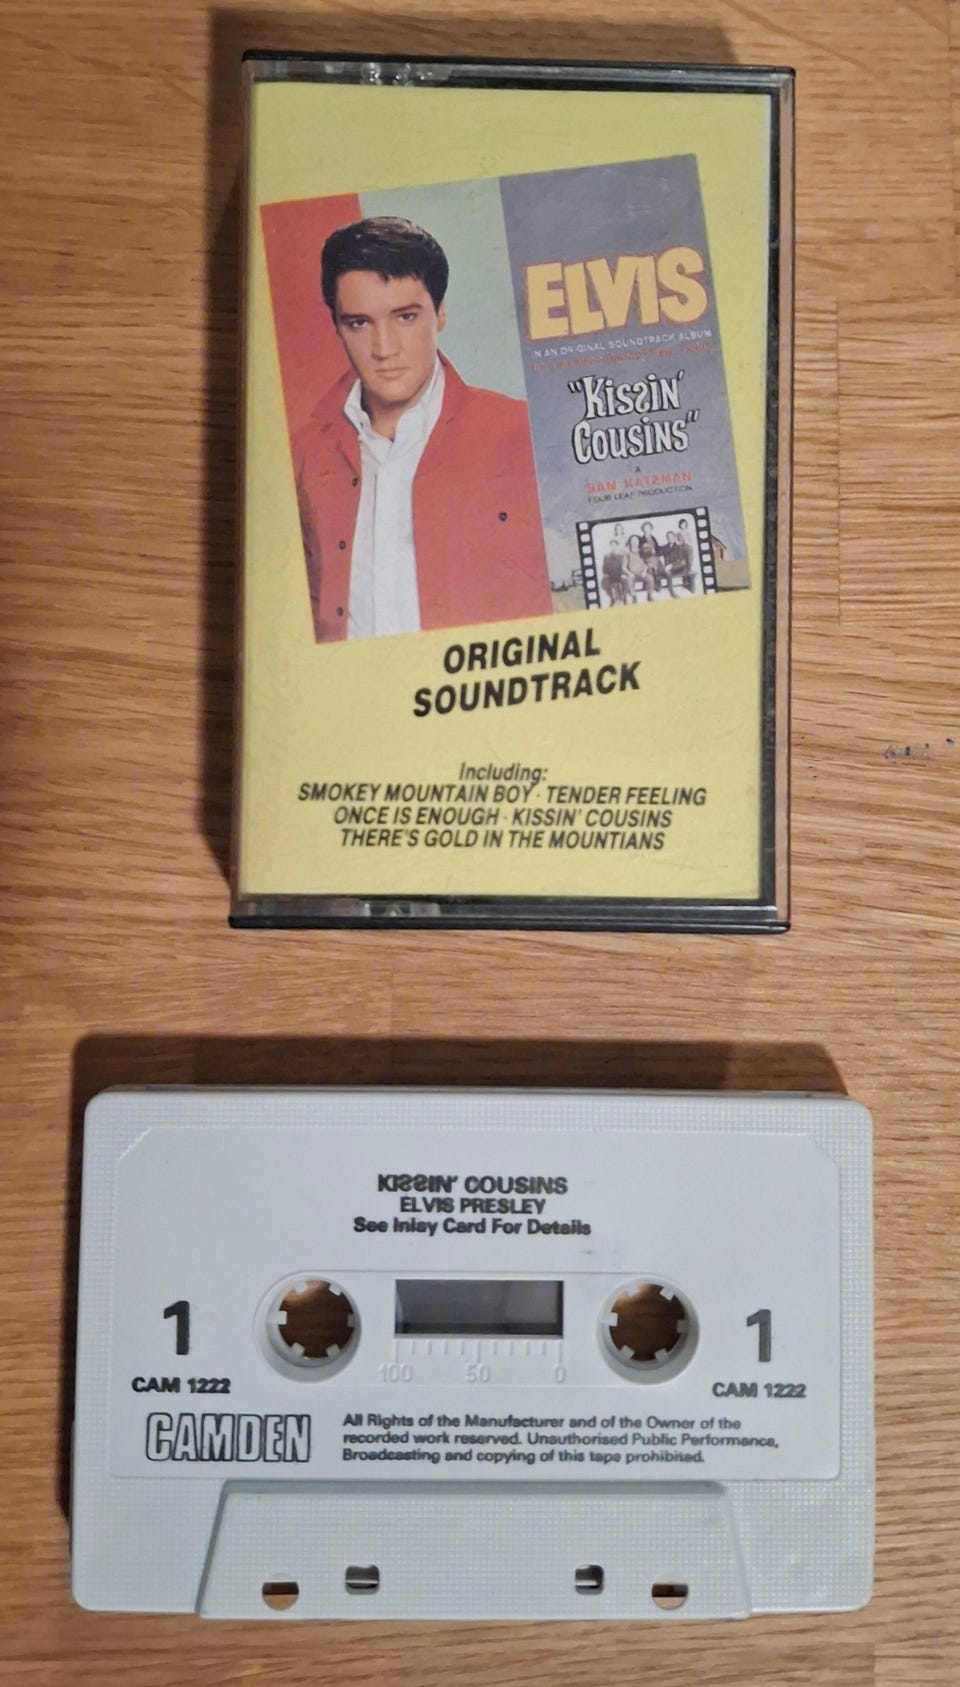 ELVIS
IN AN ORIGINAL SOUNDTRACK ALBUM
"Kissin'
Cousins"
A
SAM KATZMAN
FOUR LEAF PRODUCTION
ORIGINAL
SOUNDTRACK
Including:
SMOKEY MOUNTAIN BOY · TENDER FEELING
ONCE IS ENOUGH · KISSIN' COUSINS
THERE'S GOLD IN THE MOUNTIANS
KISSIN' COUSINS
ELVIS PRESLEY
See Inlay Card For Details
1
1
100 50 0
CAM 1222
CAM 1222
CAMDEN
All Rights of the Manufacturer and of the Owner of the
recorded work reserved. Unauthorised Public Performance,
Broadcasting and copying of this tape prohibited.